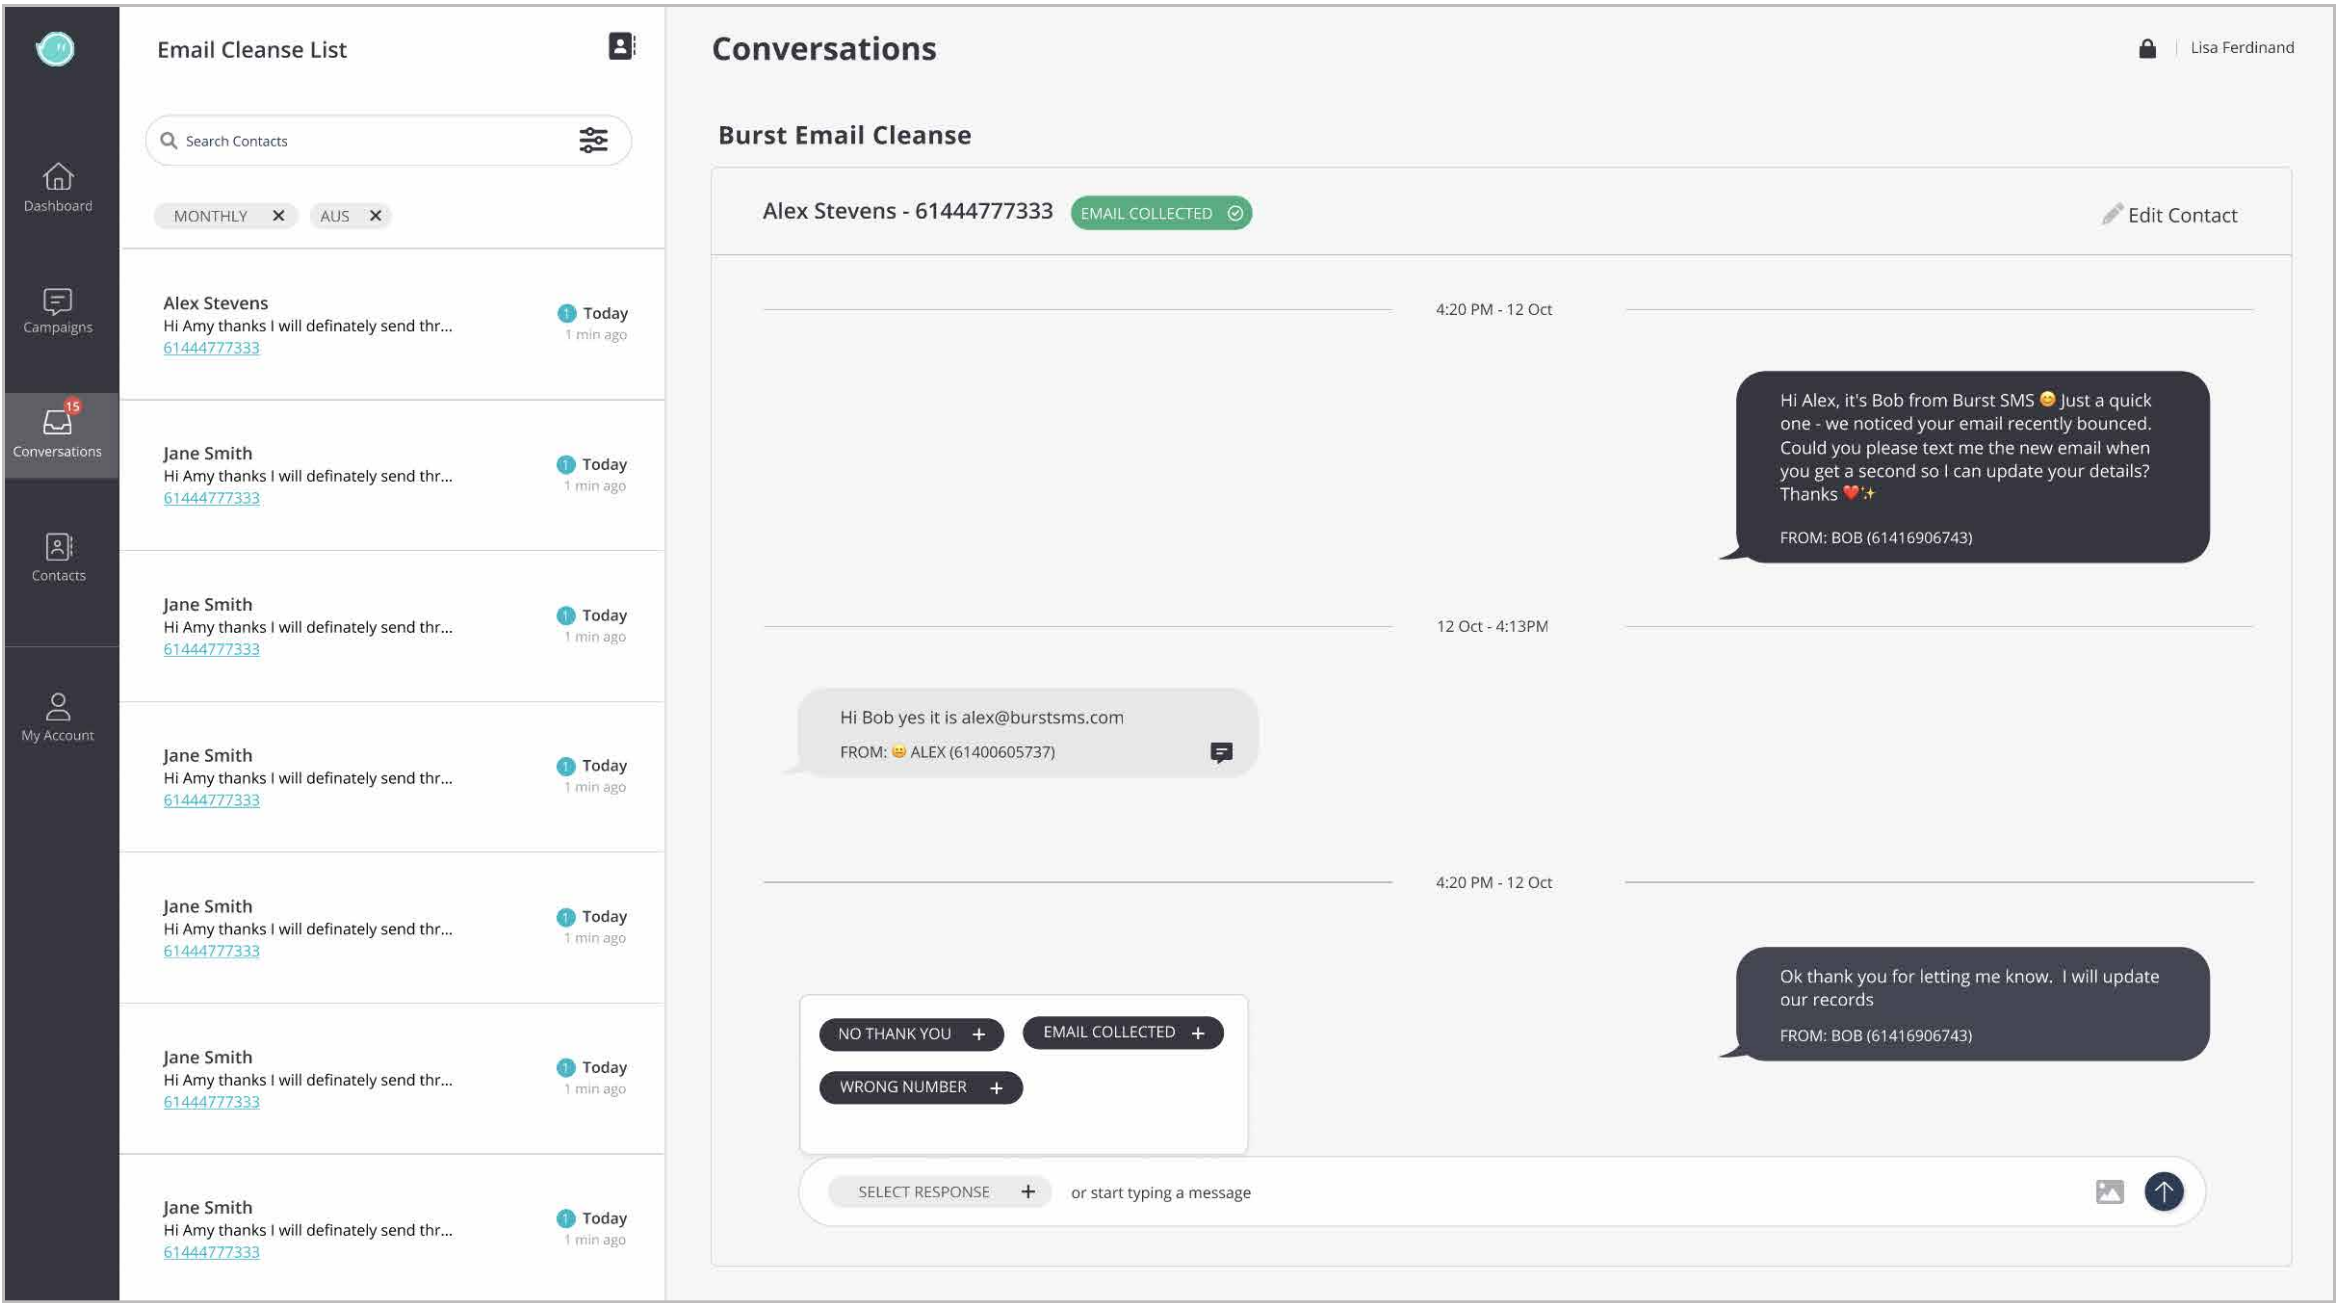 Email Cleanse List
Search Contacts
MONTHLY
AUS
Dashboard
Campaigns
15
Conversations
Contacts
My Account
Alex Stevens
Hi Amy thanks I will definately send thr...
61444777333
1 Today
1 min ago
Jane Smith
Hi Amy thanks I will definately send thr...
61444777333
1 Today
1 min ago
Jane Smith
Hi Amy thanks I will definately send thr...
61444777333
1 Today
1 min ago
Jane Smith
Hi Amy thanks I will definately send thr...
61444777333
1 Today
1 min ago
Jane Smith
Hi Amy thanks I will definately send thr...
61444777333
1 Today
1 min ago
Jane Smith
Hi Amy thanks I will definately send thr...
61444777333
1 Today
1 min ago
Jane Smith
Hi Amy thanks I will definately send thr...
61444777333
1 Today
1 min ago
Conversations
Lisa Ferdinand
Burst Email Cleanse
Alex Stevens - 61444777333
EMAIL COLLECTED
Edit Contact
4:20 PM - 12 Oct
Hi Alex, it's Bob from Burst SMS 😊 Just a quick
one - we noticed your email recently bounced.
Could you please text me the new email when
you get a second so I can update your details?
Thanks ❤️✨
FROM: BOB (61416906743)
12 Oct - 4:13PM
Hi Bob yes it is alex@burstsms.com
FROM: 😀 ALEX (61400605737)
4:20 PM - 12 Oct
Ok thank you for letting me know. I will update
our records
FROM: BOB (61416906743)
NO THANK YOU +
EMAIL COLLECTED +
WRONG NUMBER +
SELECT RESPONSE +
or start typing a message